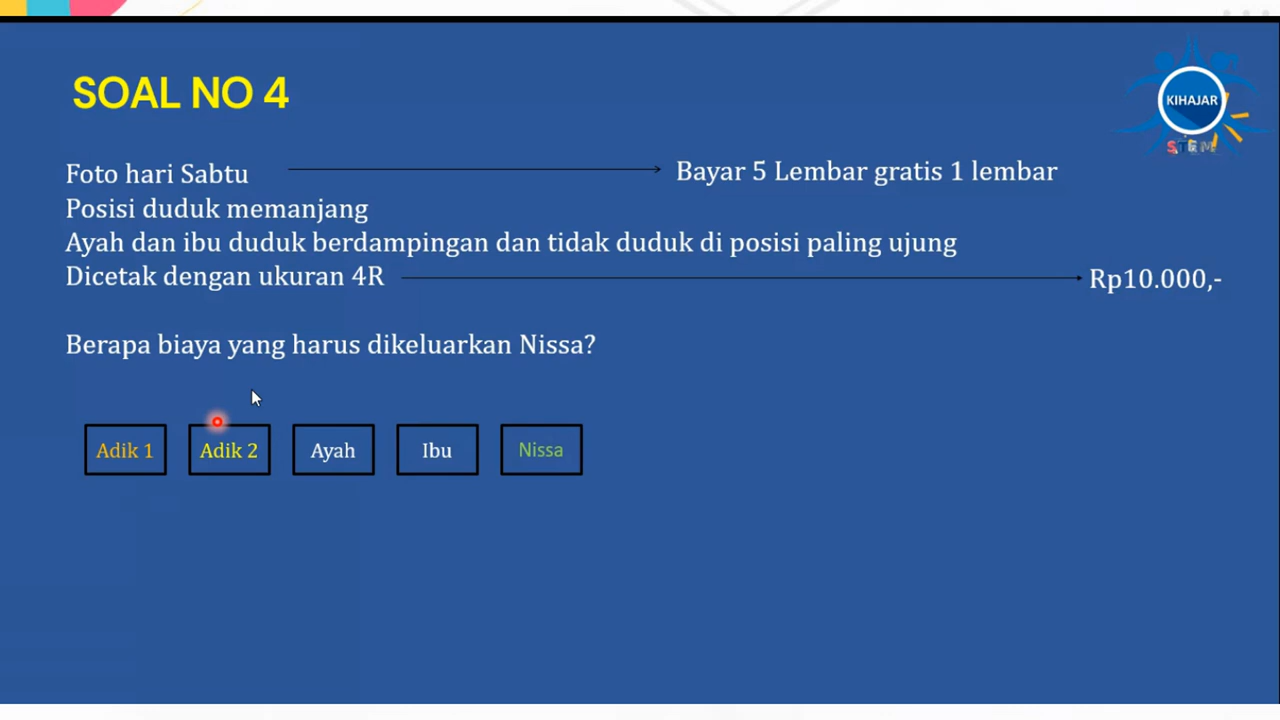 KIHAJAR
STEM
SOAL NO 4
Foto hari Sabtu Bayar 5 Lembar gratis 1 lembar
Posisi duduk memanjang
Ayah dan ibu duduk berdampingan dan tidak duduk di posisi paling ujung
Dicetak dengan ukuran 4R Rp10.000,-
Berapa biaya yang harus dikeluarkan Nissa?
Adik 1 Adik 2 Ayah Ibu Nissa